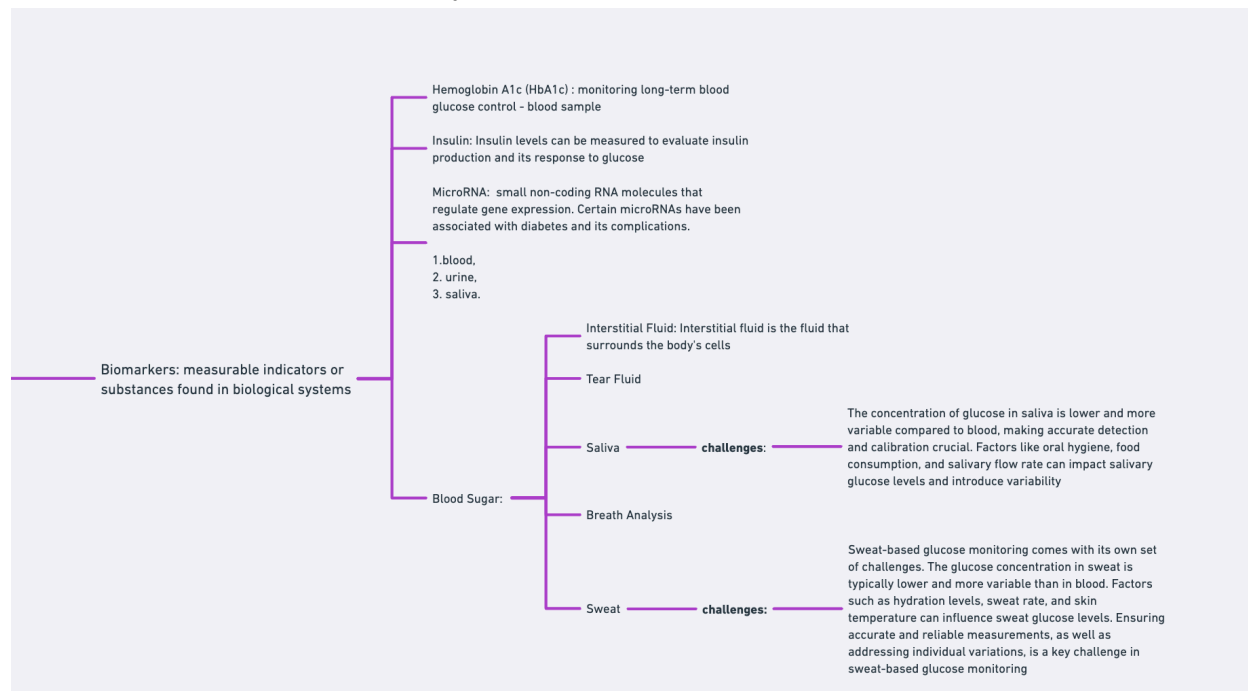 Hemoglobin A1c (HbA1c) : monitoring long-term blood
glucose control - blood sample
Insulin: Insulin levels can be measured to evaluate insulin
production and its response to glucose
MicroRNA:  small non-coding RNA molecules that
regulate gene expression. Certain microRNAs have been
associated with diabetes and its complications.
1.blood,
2. urine,
3. saliva.
Biomarkers: measurable indicators or
substances found in biological systems
Blood Sugar:
Interstitial Fluid: Interstitial fluid is the fluid that
surrounds the body's cells
Tear Fluid
Saliva
challenges:
The concentration of glucose in saliva is lower and more
variable compared to blood, making accurate detection
and calibration crucial. Factors like oral hygiene, food
consumption, and salivary flow rate can impact salivary
glucose levels and introduce variability
Breath Analysis
Sweat
challenges:
Sweat-based glucose monitoring comes with its own set
of challenges. The glucose concentration in sweat is
typically lower and more variable than in blood. Factors
such as hydration levels, sweat rate, and skin
temperature can influence sweat glucose levels. Ensuring
accurate and reliable measurements, as well as
addressing individual variations, is a key challenge in
sweat-based glucose monitoring